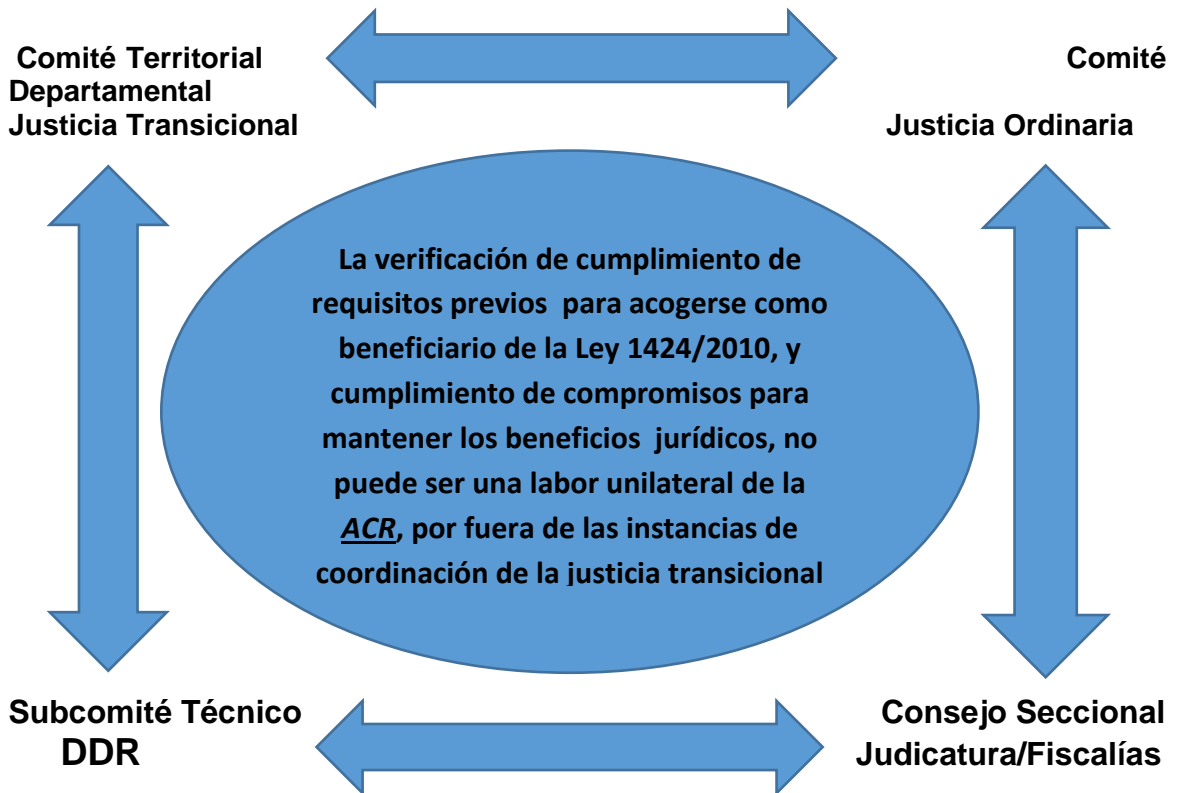 Comité Territorial Comité
Departamental
Justicia Transicional Justicia Ordinaria
La verificación de cumplimiento de
requisitos previos para acogerse como
beneficiario de la Ley 1424/2010, y
cumplimiento de compromisos para
mantener los beneficios jurídicos, no
puede ser una labor unilateral de la
ACR, por fuera de las instancias de
coordinación de la justicia transicional
Subcomité Técnico
DDR
Consejo Seccional
Judicatura/Fiscalías